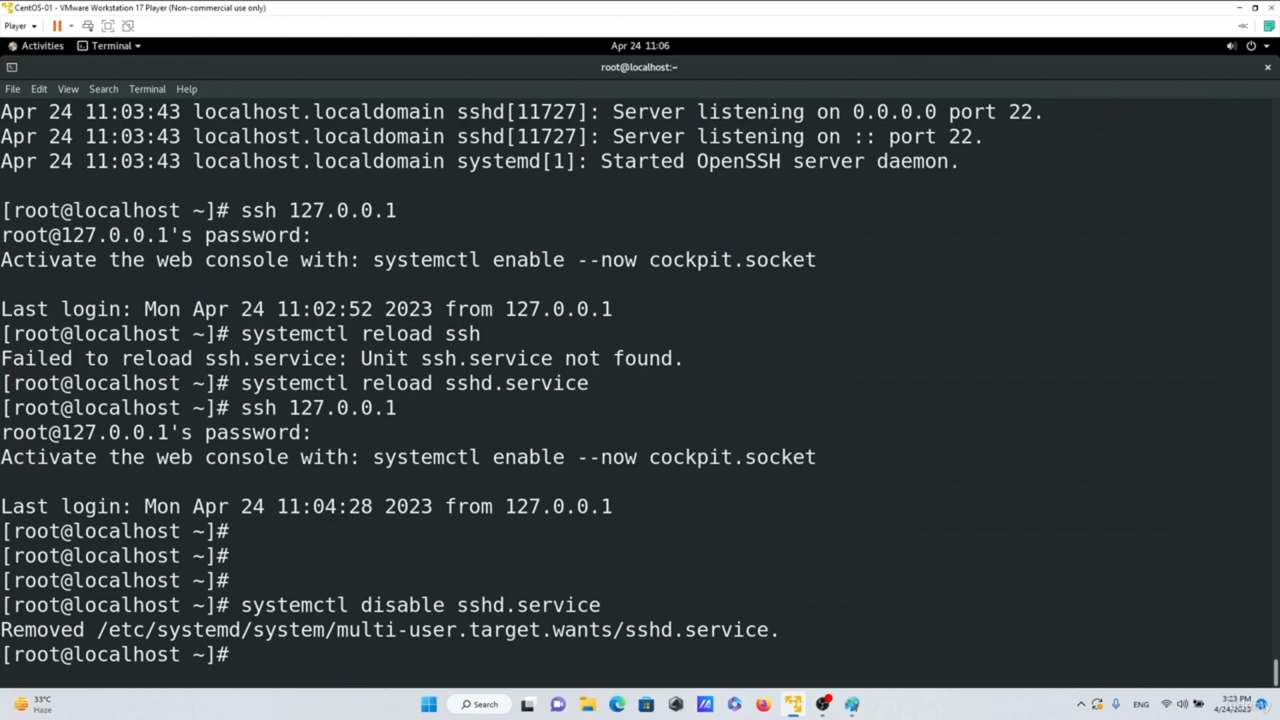 CentOS-01 - VMware Workstation 17 Player (Non-commercial use only)
Player
Activities Terminal Apr 24 11:06
root@localhost:~
File Edit View Search Terminal Help
Apr 24 11:03:43 localhost.localdomain sshd[11727]: Server listening on 0.0.0.0 port 22.
Apr 24 11:03:43 localhost.localdomain sshd[11727]: Server listening on :: port 22.
Apr 24 11:03:43 localhost.localdomain systemd[1]: Started OpenSSH server daemon.
[root@localhost ~]# ssh 127.0.0.1
root@127.0.0.1's password:
Activate the web console with: systemctl enable --now cockpit.socket
Last login: Mon Apr 24 11:02:52 2023 from 127.0.0.1
[root@localhost ~]# systemctl reload ssh
Failed to reload ssh.service: Unit ssh.service not found.
[root@localhost ~]# systemctl reload sshd.service
[root@localhost ~]# ssh 127.0.0.1
root@127.0.0.1's password:
Activate the web console with: systemctl enable --now cockpit.socket
Last login: Mon Apr 24 11:04:28 2023 from 127.0.0.1
[root@localhost ~]#
[root@localhost ~]#
[root@localhost ~]#
[root@localhost ~]# systemctl disable sshd.service
Removed /etc/systemd/system/multi-user.target.wants/sshd.service.
[root@localhost ~]#
33°C
Haze
Search
ENG
3:23 PM
4/24/2023